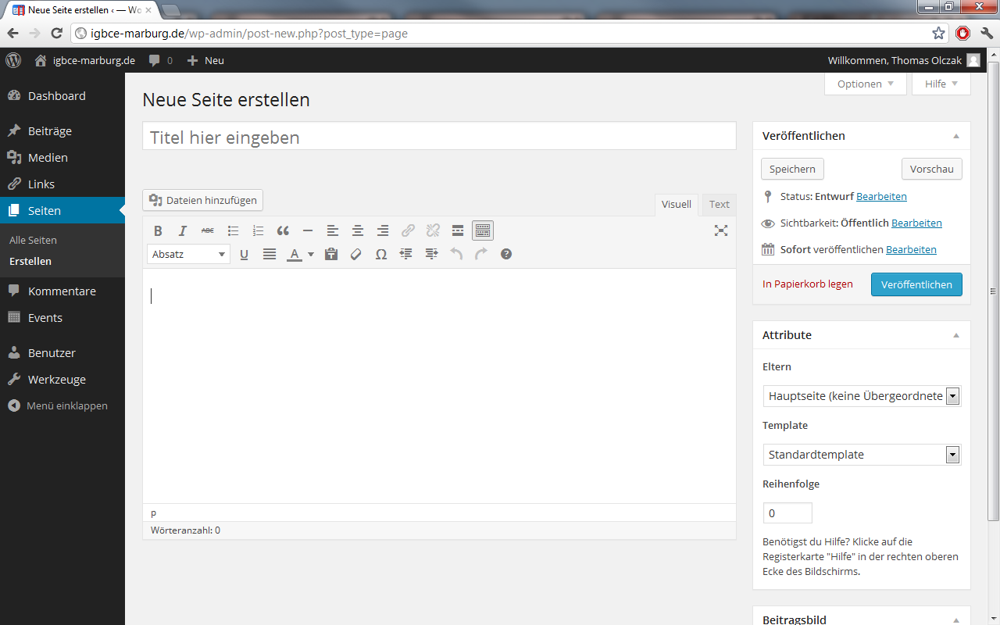 Neue Seite erstellen ‹ — Wo
igbce-marburg.de/wp-admin/post-new.php?post_type=page
igbce-marburg.de
0
Neu
Willkommen, Thomas Olczak
Optionen
Hilfe
Dashboard
Beiträge
Medien
Links
Seiten
Alle Seiten
Erstellen
Kommentare
Events
Benutzer
Werkzeuge
Menü einklappen
Neue Seite erstellen
Titel hier eingeben
Dateien hinzufügen
Visuell
Text
B I ABC
Absatz
U A Ω
p
Wörteranzahl: 0
Veröffentlichen
Speichern
Vorschau
Status: Entwurf Bearbeiten
Sichtbarkeit: Öffentlich Bearbeiten
Sofort veröffentlichen Bearbeiten
In Papierkorb legen
Veröffentlichen
Attribute
Eltern
Hauptseite (keine Übergeordnete
Template
Standardtemplate
Reihenfolge
0
Benötigst du Hilfe? Klicke auf die
Registerkarte "Hilfe" in der rechten oberen
Ecke des Bildschirms.
Beitragsbild